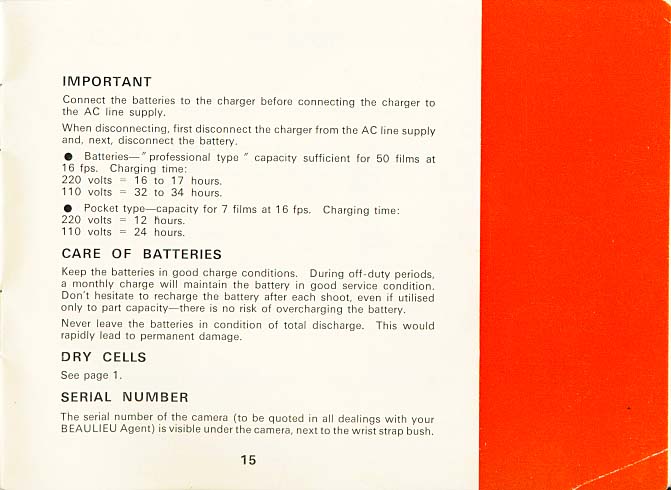 IMPORTANT
Connect the batteries to the charger before connecting the charger to
the AC line supply.
When disconnecting, first disconnect the charger from the AC line supply
and, next, disconnect the battery.
● Batteries—" professional type " capacity sufficient for 50 films at
16 fps. Charging time:
220 volts = 16 to 17 hours.
110 volts = 32 to 34 hours.
● Pocket type—capacity for 7 films at 16 fps. Charging time:
220 volts = 12 hours.
110 volts = 24 hours.
CARE OF BATTERIES
Keep the batteries in good charge conditions. During off-duty periods,
a monthly charge will maintain the battery in good service condition.
Don't hesitate to recharge the battery after each shoot, even if utilised
only to part capacity—there is no risk of overcharging the battery.
Never leave the batteries in condition of total discharge. This would
rapidly lead to permanent damage.
DRY CELLS
See page 1.
SERIAL NUMBER
The serial number of the camera (to be quoted in all dealings with your
BEAULIEU Agent) is visible under the camera, next to the wrist strap bush.
15